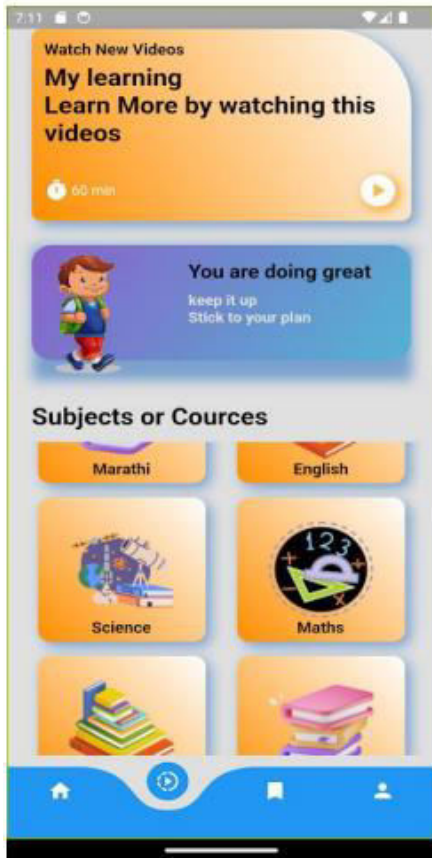 7:11
Watch New Videos
My learning
Learn More by watching this
videos
60 min
You are doing great
keep it up
Stick to your plan
Subjects or Cources
Marathi
English
123
Science
Maths